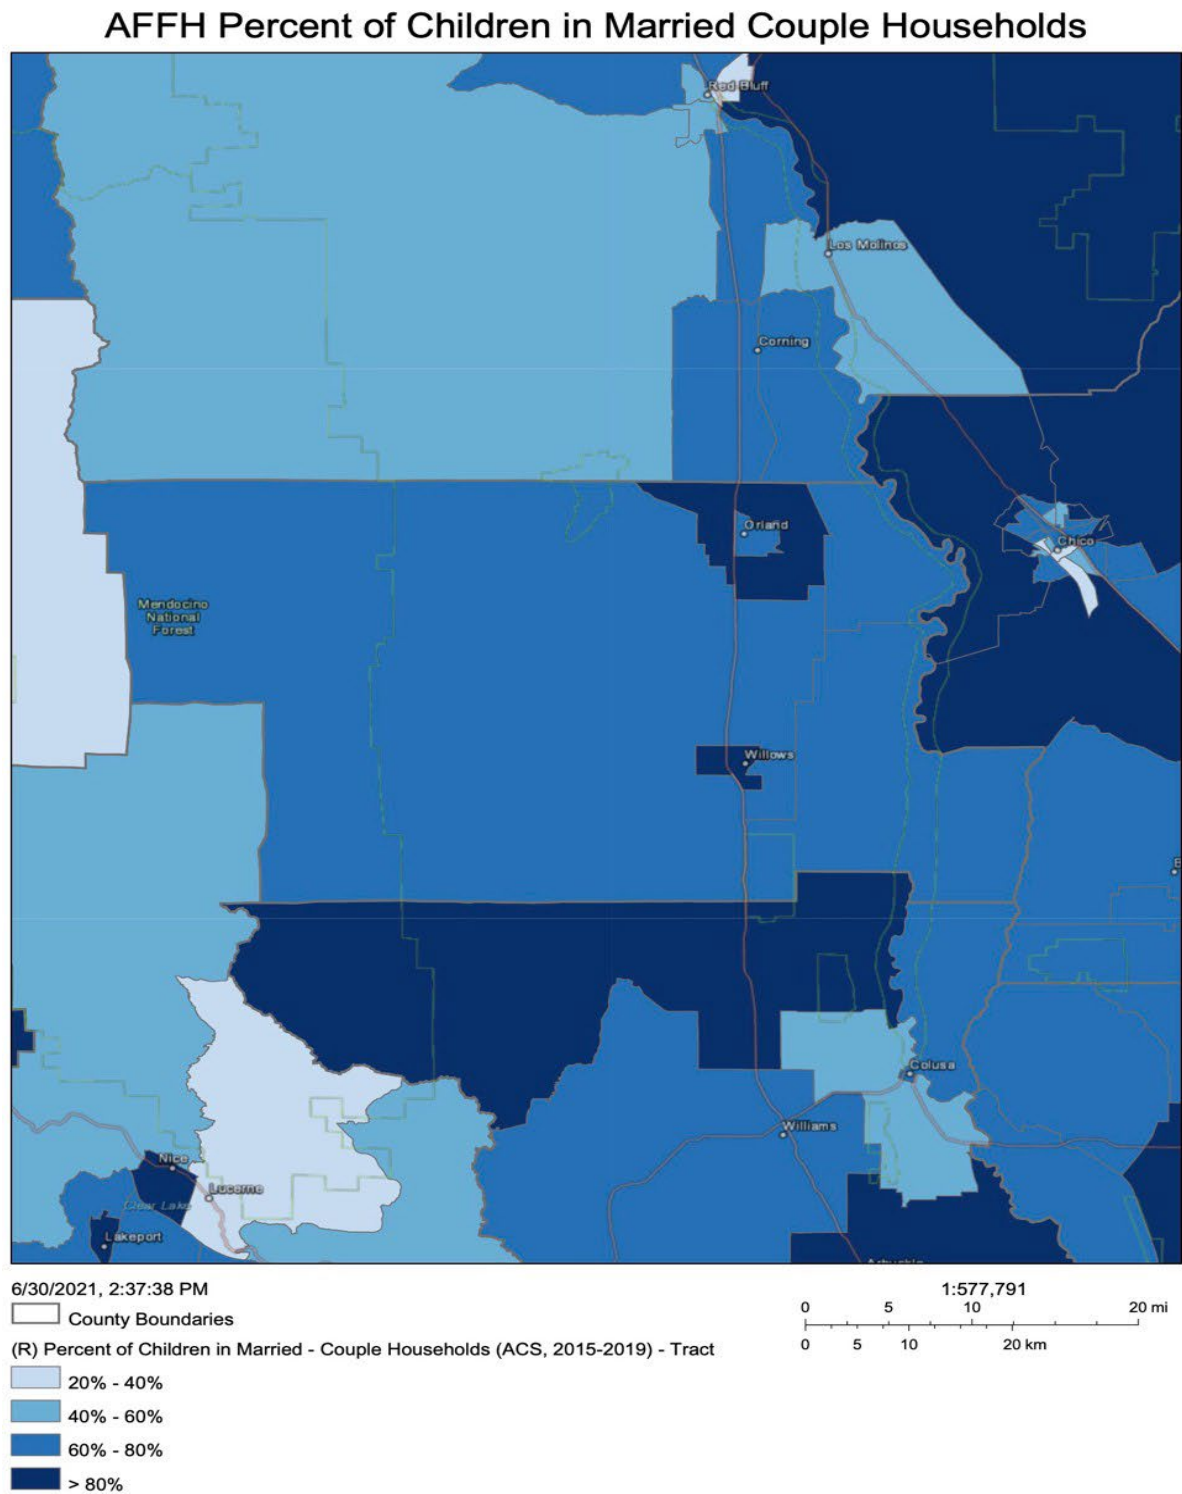 AFFH Percent of Children in Married Couple Households
Red Bluff
Los Molinos
Corning
Orland
Chico
Mendocino
National
Forest
Willows
Colusa
Williams
Nice
Lucerne
Clear Lake
Lakeport
6/30/2021, 2:37:38 PM
1:577,791
0 5 10 20 mi
0 5 10 20 km
County Boundaries
(R) Percent of Children in Married - Couple Households (ACS, 2015-2019) - Tract
20% - 40%
40% - 60%
60% - 80%
> 80%